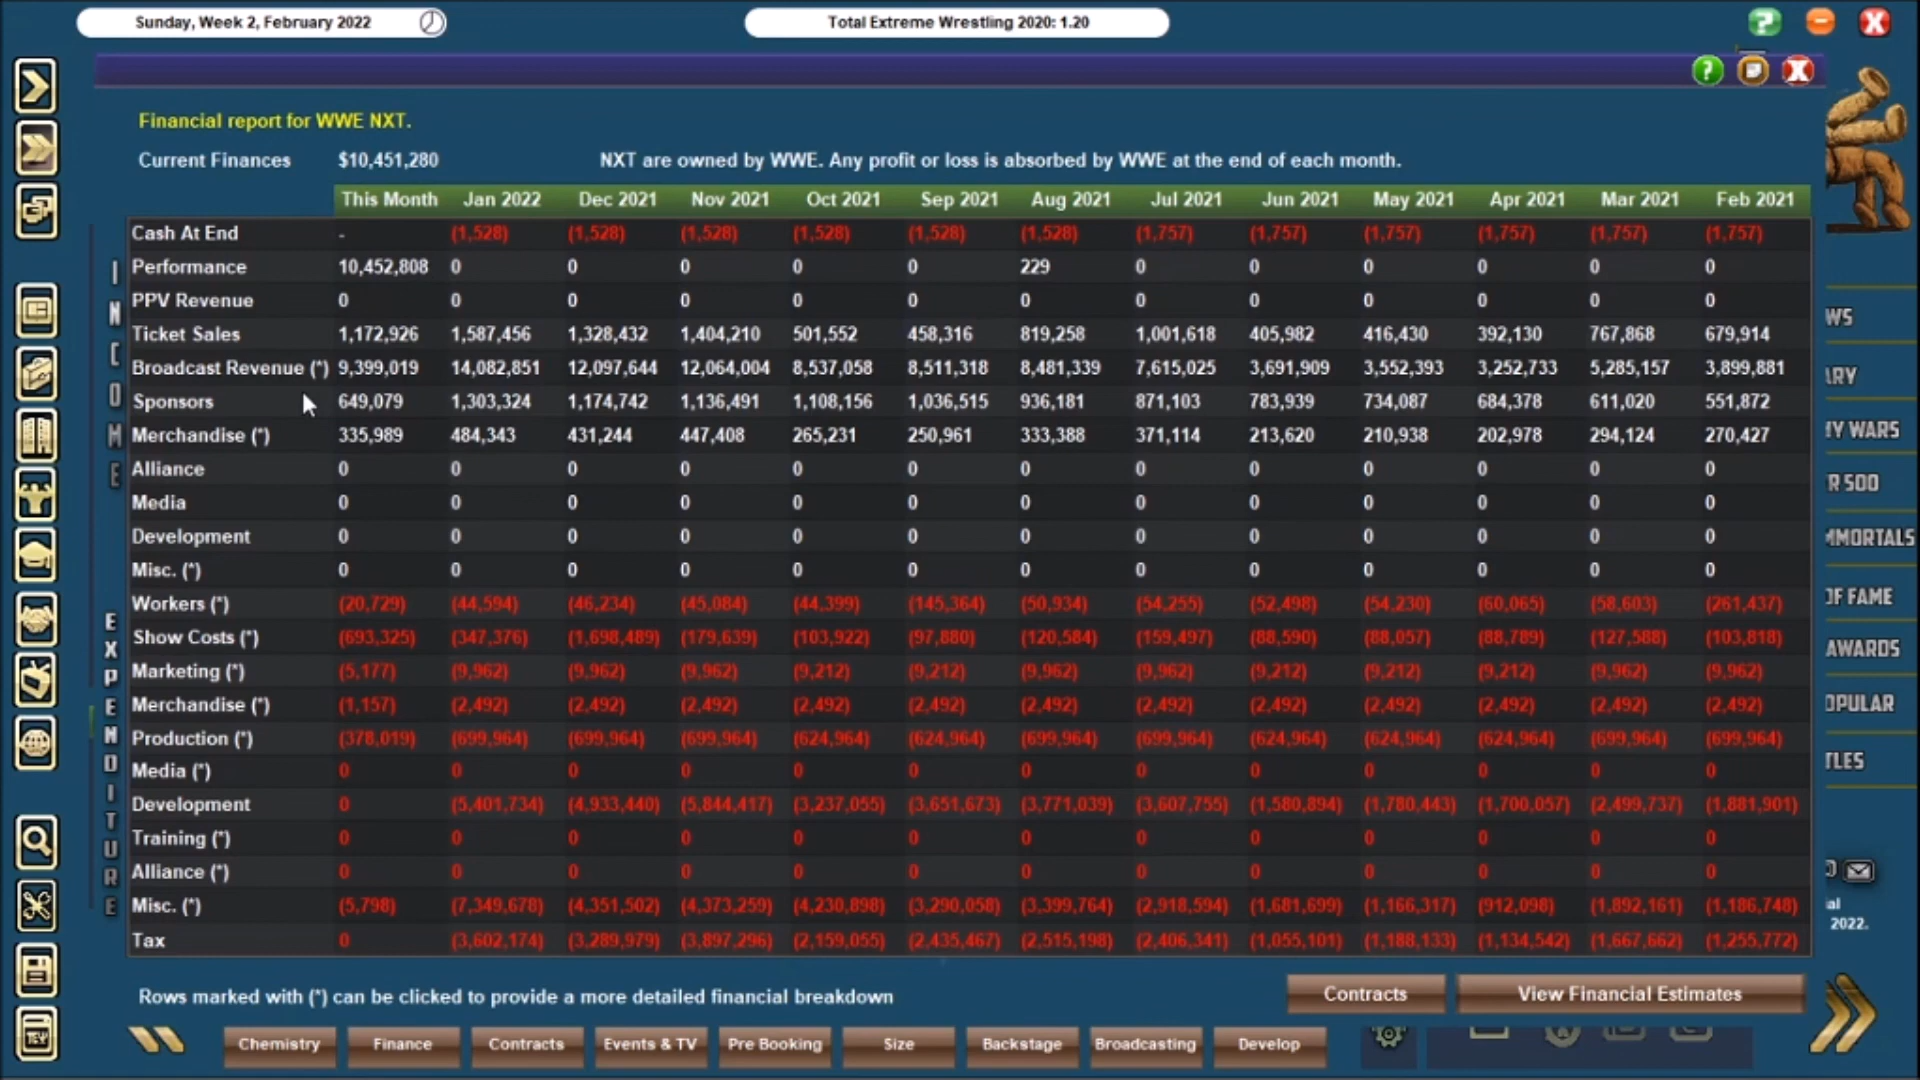 Sunday, Week 2, February 2022
Total Extreme Wrestling 2020: 1.20
Financial report for WWE NXT.
Current Finances $10,451,280 NXT are owned by WWE. Any profit or loss is absorbed by WWE at the end of each month.
This Month Jan 2022 Dec 2021 Nov 2021 Oct 2021 Sep 2021 Aug 2021 Jul 2021 Jun 2021 May 2021 Apr 2021 Mar 2021 Feb 2021
INCOME
Cash At End - (1,528) (1,528) (1,528) (1,528) (1,528) (1,528) (1,757) (1,757) (1,757) (1,757) (1,757) (1,757)
Performance 10,452,808 0 0 0 0 0 229 0 0 0 0 0 0
PPV Revenue 0 0 0 0 0 0 0 0 0 0 0 0 0
Ticket Sales 1,172,926 1,587,456 1,328,432 1,404,210 501,552 458,316 819,258 1,001,618 405,982 416,430 392,130 767,868 679,914
Broadcast Revenue (*) 9,399,019 14,082,851 12,097,644 12,064,004 8,537,058 8,511,318 8,481,339 7,615,025 3,691,909 3,552,393 3,252,733 5,285,157 3,899,881
Sponsors 649,079 1,303,324 1,174,742 1,136,491 1,108,156 1,036,515 936,181 871,103 783,939 734,087 684,378 611,020 551,872
Merchandise (*) 335,989 484,343 431,244 447,408 265,231 250,961 333,388 371,114 213,620 210,938 202,978 294,124 270,427
Alliance 0 0 0 0 0 0 0 0 0 0 0 0 0
Media 0 0 0 0 0 0 0 0 0 0 0 0 0
Development 0 0 0 0 0 0 0 0 0 0 0 0 0
Misc. (*) 0 0 0 0 0 0 0 0 0 0 0 0 0
EXPENDITURE
Workers (*) (20,729) (44,594) (46,234) (45,084) (44,399) (145,364) (50,934) (54,255) (52,498) (54,230) (60,065) (58,603) (261,437)
Show Costs (*) (693,325) (347,376) (1,698,489) (179,639) (103,922) (97,880) (120,584) (159,497) (88,590) (88,057) (88,789) (127,588) (103,818)
Marketing (*) (5,177) (9,962) (9,962) (9,962) (9,212) (9,212) (9,962) (9,962) (9,212) (9,212) (9,212) (9,962) (9,962)
Merchandise (*) (1,157) (2,492) (2,492) (2,492) (2,492) (2,492) (2,492) (2,492) (2,492) (2,492) (2,492) (2,492) (2,492)
Production (*) (378,019) (699,964) (699,964) (699,964) (624,964) (624,964) (699,964) (699,964) (624,964) (624,964) (624,964) (699,964) (699,964)
Media (*) 0 0 0 0 0 0 0 0 0 0 0 0 0
Development 0 (5,401,734) (4,933,440) (5,844,417) (3,237,055) (3,651,673) (3,771,039) (3,607,755) (1,580,894) (1,780,443) (1,700,057) (2,499,737) (1,881,901)
Training (*) 0 0 0 0 0 0 0 0 0 0 0 0 0
Alliance (*) 0 0 0 0 0 0 0 0 0 0 0 0 0
Misc. (*) (5,798) (7,349,678) (4,351,502) (4,373,259) (4,230,898) (3,290,058) (3,399,764) (2,918,594) (1,681,699) (1,166,317) (912,098) (1,892,161) (1,186,748)
Tax 0 (3,602,174) (3,289,979) (3,897,296) (2,159,055) (2,435,467) (2,515,198) (2,406,341) (1,055,101) (1,188,133) (1,134,542) (1,667,662) (1,255,772)
WS
ARY
MY WARS
R 500
MMORTALS
OF FAME
AWARDS
OPULAR
TLES
al
2022.
Rows marked with (*) can be clicked to provide a more detailed financial breakdown
Contracts View Financial Estimates
Chemistry Finance Contracts Events & TV Pre Booking Size Backstage Broadcasting Develop
TEW